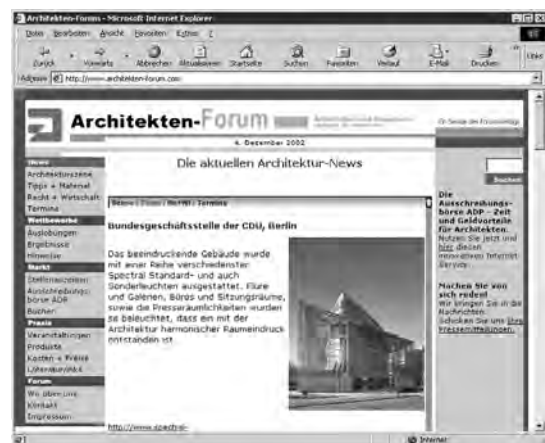 Architekten-Forum - Microsoft Internet Explorer
Datei Bearbeiten Ansicht Favoriten Extras ?
Zurück Vorwärts Abbrechen Aktualisieren Startseite Suchen Favoriten Verlauf E-Mail Drucken Links
Adresse http://www.architekten-forum.com
Architekten-Forum
4. Dezember 2002
Die aktuellen Architektur-News
News
Architekturszene
Tipps + Material
Recht + Wirtschaft
Termine
Wettbewerbe
Auslobungen
Ergebnisse
Hinweise
Markt
Stellenanzeigen
Ausschreibungs-
börse ADP
Bücher
Praxis
Veranstaltungen
Produkte
Kosten + Preise
Literatur/Links
Forum
Wir über uns
Kontakt
Impressum
Termine
Bundesgeschäftsstelle der CDU, Berlin
Das beeindruckende Gebäude wurde
mit einer Reihe verschiedenster
Spectral Standard- und auch
Sonderleuchten ausgestattet. Flure
und Galerien, Büros und Sitzungsräume,
sowie die Presseräumlichkeiten wurden
so beleuchtet, dass ein mit der
Architektur harmonischer Raumeindruck
entstanden ist.
http://www.spectral-
Suchen
Die
Ausschreibungs-
börse ADP - Zeit
und Geldvorteile
für Architekten.
Nutzen Sie jetzt und
hier diesen
innovativen Internet
Service.
Machen Sie von
sich reden!
Wir bringen Sie in die
Nachrichten.
Schicken Sie uns Ihre
Pressemitteilungen.
Internet